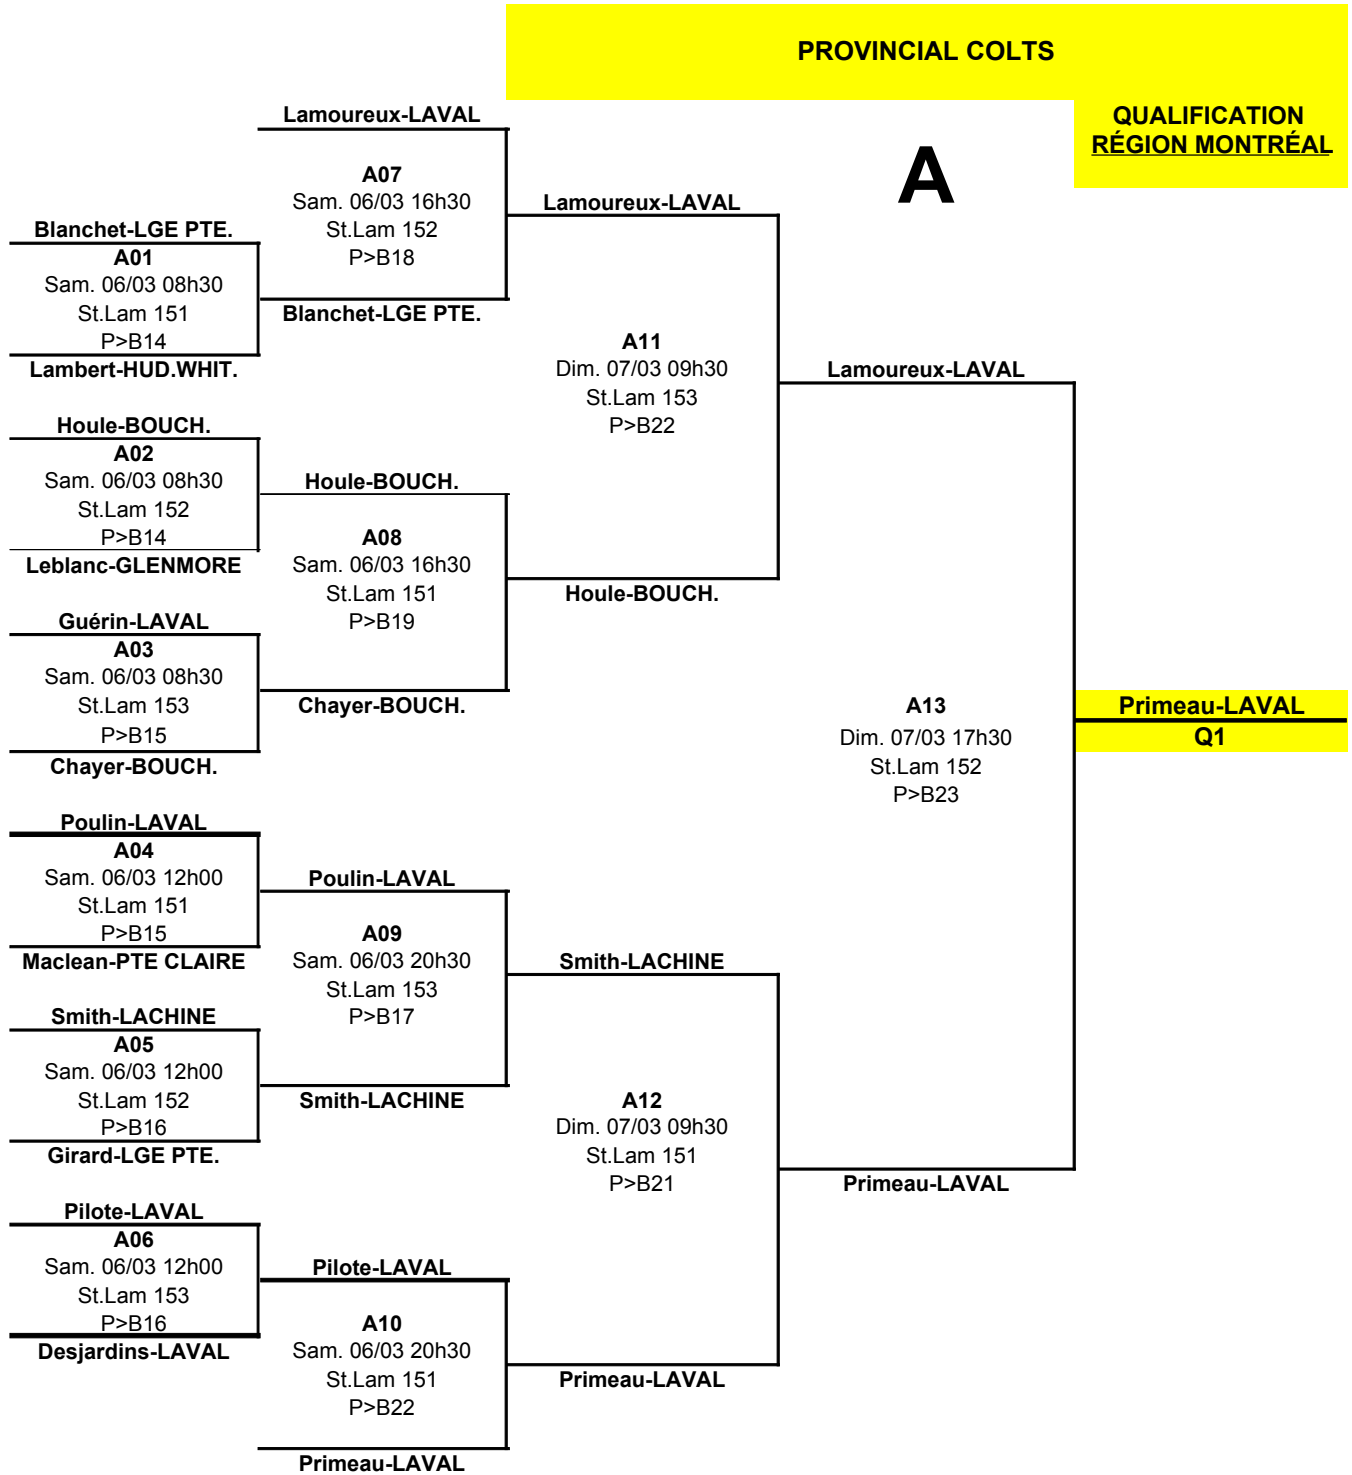 PROVINCIAL COLTS
QUALIFICATION
RÉGION MONTRÉAL
A
Blanchet-LGE PTE.
A01
Sam. 06/03 08h30
St.Lam 151
P>B14
Lambert-HUD.WHIT.
Houle-BOUCH.
A02
Sam. 06/03 08h30
St.Lam 152
P>B14
Leblanc-GLENMORE
Guérin-LAVAL
A03
Sam. 06/03 08h30
St.Lam 153
P>B15
Chayer-BOUCH.
Poulin-LAVAL
A04
Sam. 06/03 12h00
St.Lam 151
P>B15
Maclean-PTE CLAIRE
Smith-LACHINE
A05
Sam. 06/03 12h00
St.Lam 152
P>B16
Girard-LGE PTE.
Pilote-LAVAL
A06
Sam. 06/03 12h00
St.Lam 153
P>B16
Desjardins-LAVAL
Lamoureux-LAVAL
A07
Sam. 06/03 16h30
St.Lam 152
P>B18
Blanchet-LGE PTE.
Houle-BOUCH.
A08
Sam. 06/03 16h30
St.Lam 151
P>B19
Chayer-BOUCH.
Poulin-LAVAL
A09
Sam. 06/03 20h30
St.Lam 153
P>B17
Smith-LACHINE
Pilote-LAVAL
A10
Sam. 06/03 20h30
St.Lam 151
P>B22
Primeau-LAVAL
Lamoureux-LAVAL
A11
Dim. 07/03 09h30
St.Lam 153
P>B22
Houle-BOUCH.
Smith-LACHINE
A12
Dim. 07/03 09h30
St.Lam 151
P>B21
Primeau-LAVAL
Lamoureux-LAVAL
A13
Dim. 07/03 17h30
St.Lam 152
P>B23
Primeau-LAVAL
Primeau-LAVAL
Q1